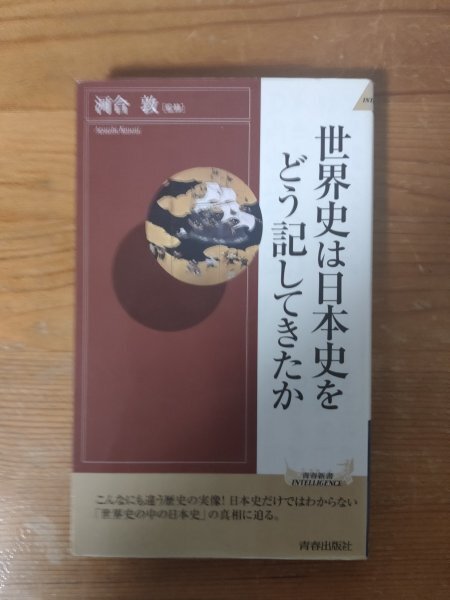 河合 敦[監修]
世界史は日本史を
どう記してきたか
INT
青春新書
INTELLIGENCE
こんなにも違う歴史の実像! 日本史だけではわからない
「世界史の中の日本史」の真相に迫る。
青春出版社